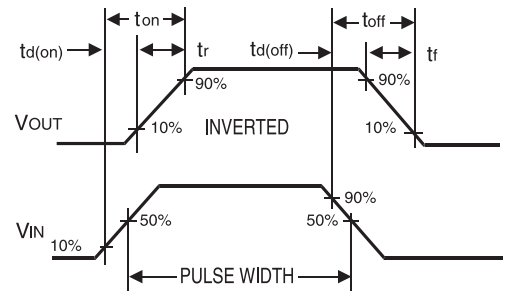 ton
toff
td(on)
tr
td(off)
tf
90%
90%
VOUT
10%
INVERTED
10%
90%
VIN
50%
50%
10%
PULSE WIDTH